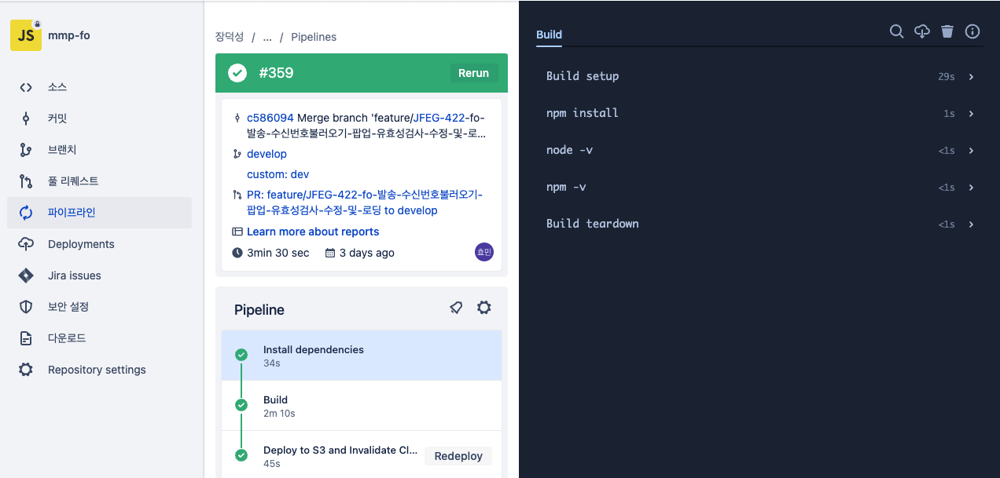 JS
mmp-fo
소스
커밋
브랜치
풀 리퀘스트
파이프라인
Deployments
Jira issues
보안 설정
다운로드
Repository settings
장덕성 / ... / Pipelines
#359
Rerun
c586094 Merge branch 'feature/JFEG-422-fo-
발송-수신번호불러오기-팝업-유효성검사-수정-및-로...
develop
custom: dev
PR: feature/JFEG-422-fo-발송-수신번호불러오기-
팝업-유효성검사-수정-및-로딩 to develop
Learn more about reports
3min 30 sec 3 days ago
효민
Pipeline
Install dependencies
34s
Build
2m 10s
Deploy to S3 and Invalidate Cl...
45s
Redeploy
Build
Build setup 29s
npm install 1s
node -v <1s
npm -v <1s
Build teardown <1s